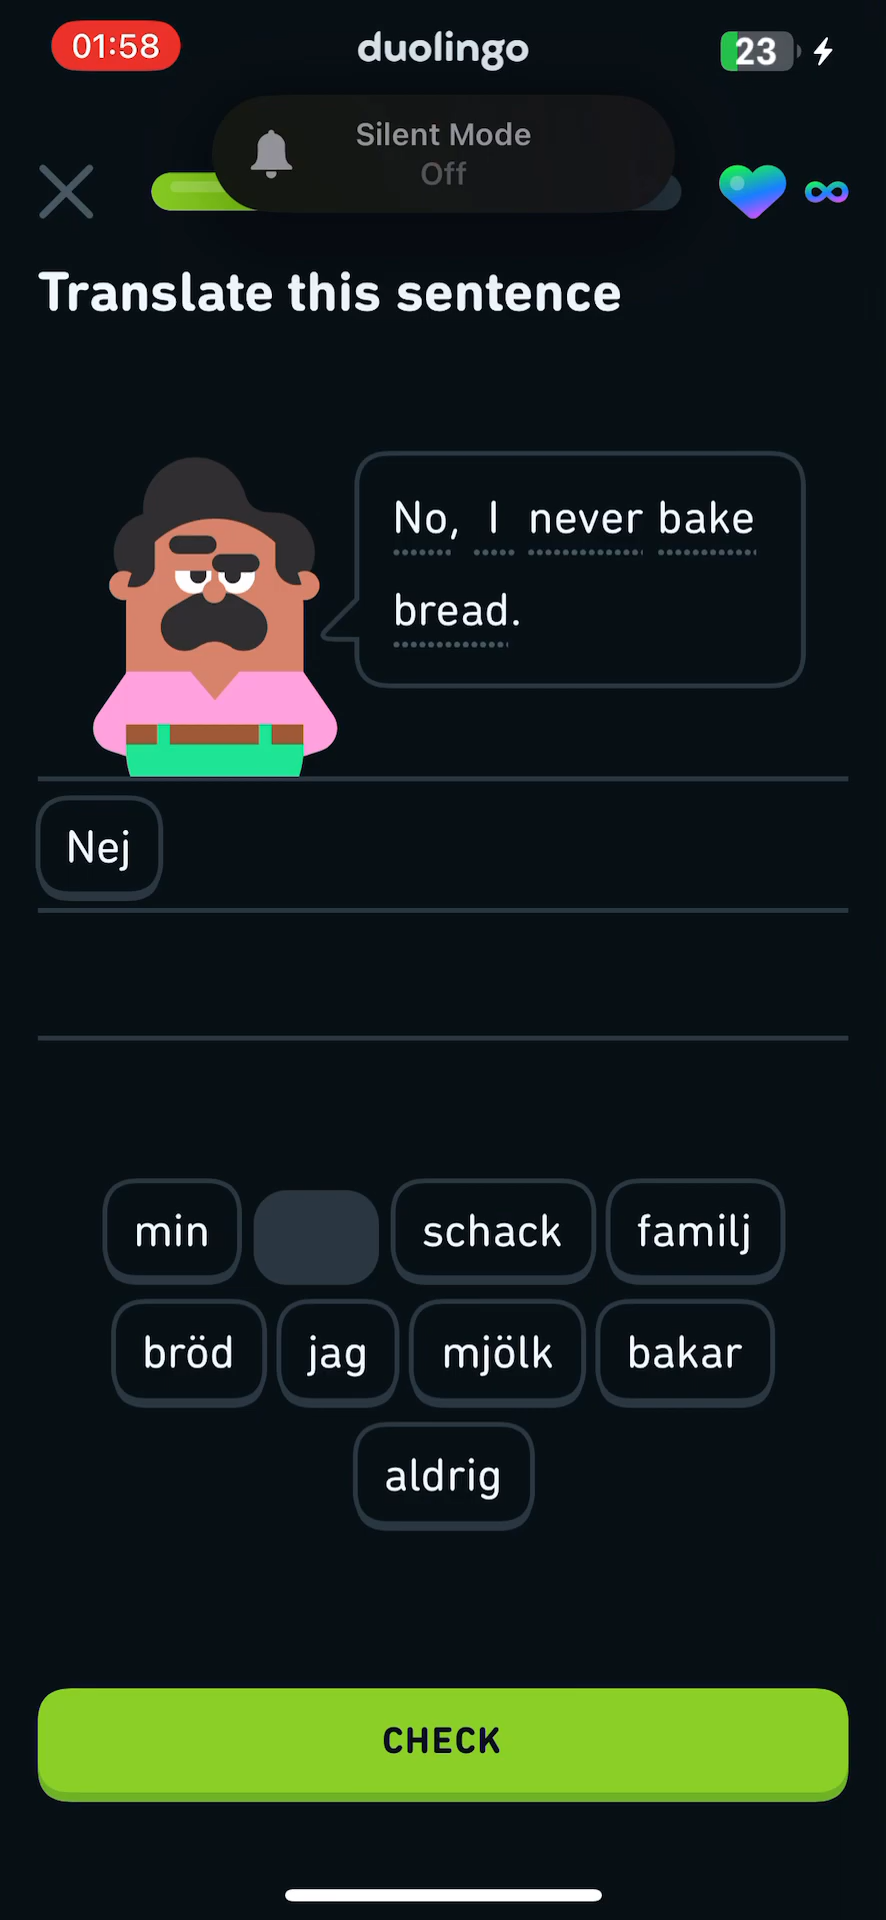 01:58 duolingo 23
Silent Mode
Off
Translate this sentence
No, I never bake
bread.
Nej
min schack familj
bröd jag mjölk bakar
aldrig
CHECK